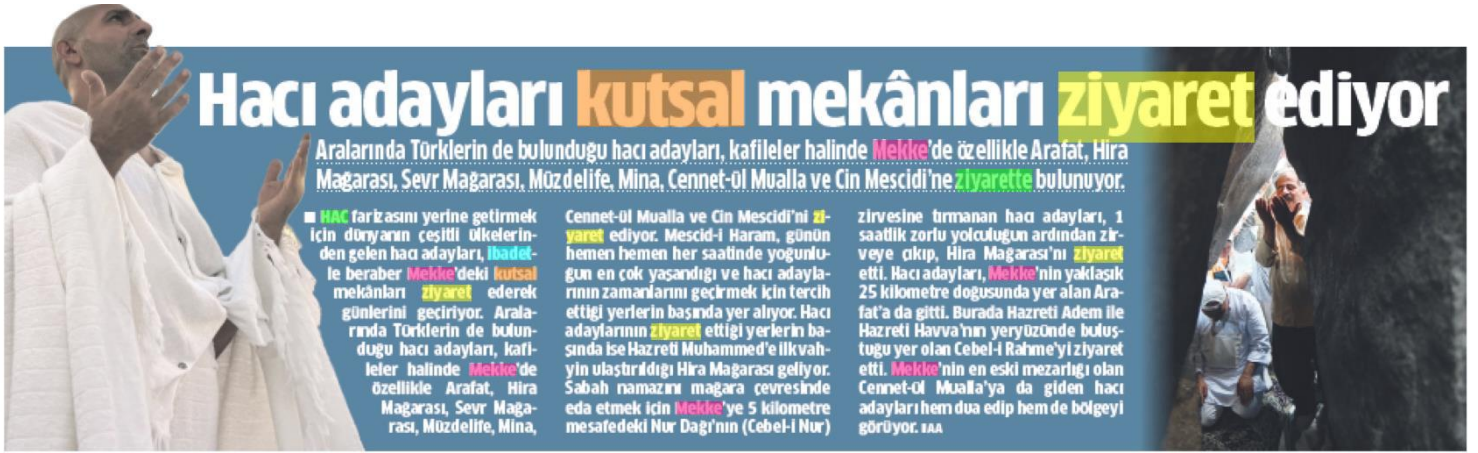 Hacı adayları kutsal mekânları ziyaret ediyor
Aralarında Türklerin de bulunduğu hacı adayları, kafileler halinde Mekke'de özellikle Arafat, Hira
Mağarası, Sevr Mağarası, Müzdelife, Mina, Cennet-ül Mualla ve Cin Mescidi'ne ziyarette bulunuyor.
■ HAC farizasını yerine getirmek
için dünyanın çeşitli ülkelerin-
den gelen hacı adayları, ibadet-
le beraber Mekke'deki kutsal
mekânları ziyaret ederek
günlerini geçiriyor. Arala-
rında Türklerin de bulun-
duğu hacı adayları, kafi-
leler halinde Mekke'de
özellikle Arafat, Hira
Mağarası, Sevr Mağa-
rası, Müzdelife, Mina,
Cennet-ül Mualla ve Cin Mescidi'ni zi-
yaret ediyor. Mescid-i Haram, günün
hemen hemen her saatinde yoğunlu-
ğun en çok yaşandığı ve hacı adayla-
rının zamanlarını geçirmek için tercih
ettiği yerlerin başında yer alıyor. Hacı
adaylarının ziyaret ettiği yerlerin ba-
şında ise Hazreti Muhammed'e ilk vah-
yin ulaştırıldığı Hira Mağarası geliyor.
Sabah namazını mağara çevresinde
eda etmek için Mekke'ye 5 kilometre
mesafedeki Nur Dağı'nın (Cebel-i Nur)
zirvesine tırmanan hacı adayları, 1
saatlik zorlu yolculuğun ardından zir-
veye çıkıp, Hira Mağarası'nı ziyaret
etti. Hacı adayları, Mekke'nin yaklaşık
25 kilometre doğusunda yer alan Ara-
fat'a da gitti. Burada Hazreti Adem ile
Hazreti Havva'nın yeryüzünde buluş-
tuğu yer olan Cebel-i Rahme'yi ziyaret
etti. Mekke'nin en eski mezarlığı olan
Cennet-ül Mualla'ya da giden hacı
adayları hem dua edip hem de bölgeyi
görüyor. ■AA